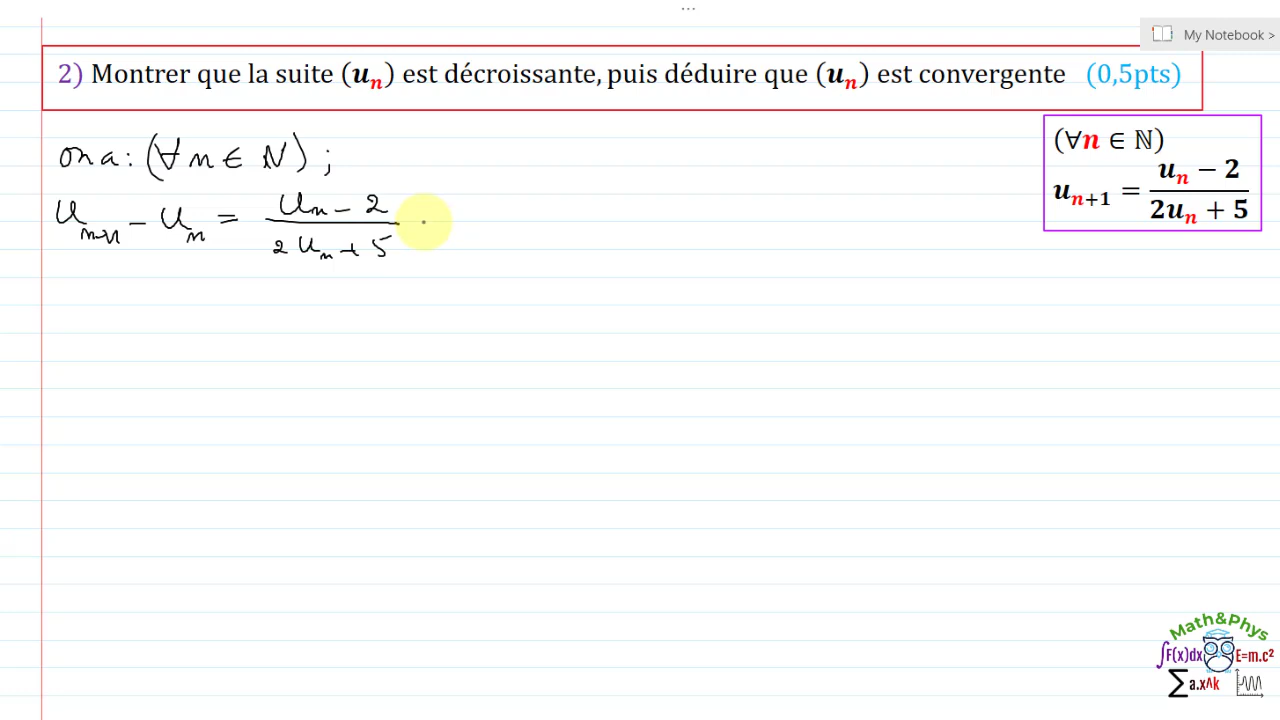 ...
My Notebook >
2) Montrer que la suite (uₙ) est décroissante, puis déduire que (uₙ) est convergente (0,5pts)
(∀n ∈ ℕ)
uₙ₊₁ = (uₙ − 2)/(2uₙ + 5)
on a : (∀ n ∈ N) ;
Uₙ₊₁ − Uₙ = (Uₙ − 2)/(2Uₙ + 5)
Math&Phys
∫F(x)dx E=m.c²
∑ a.x^k